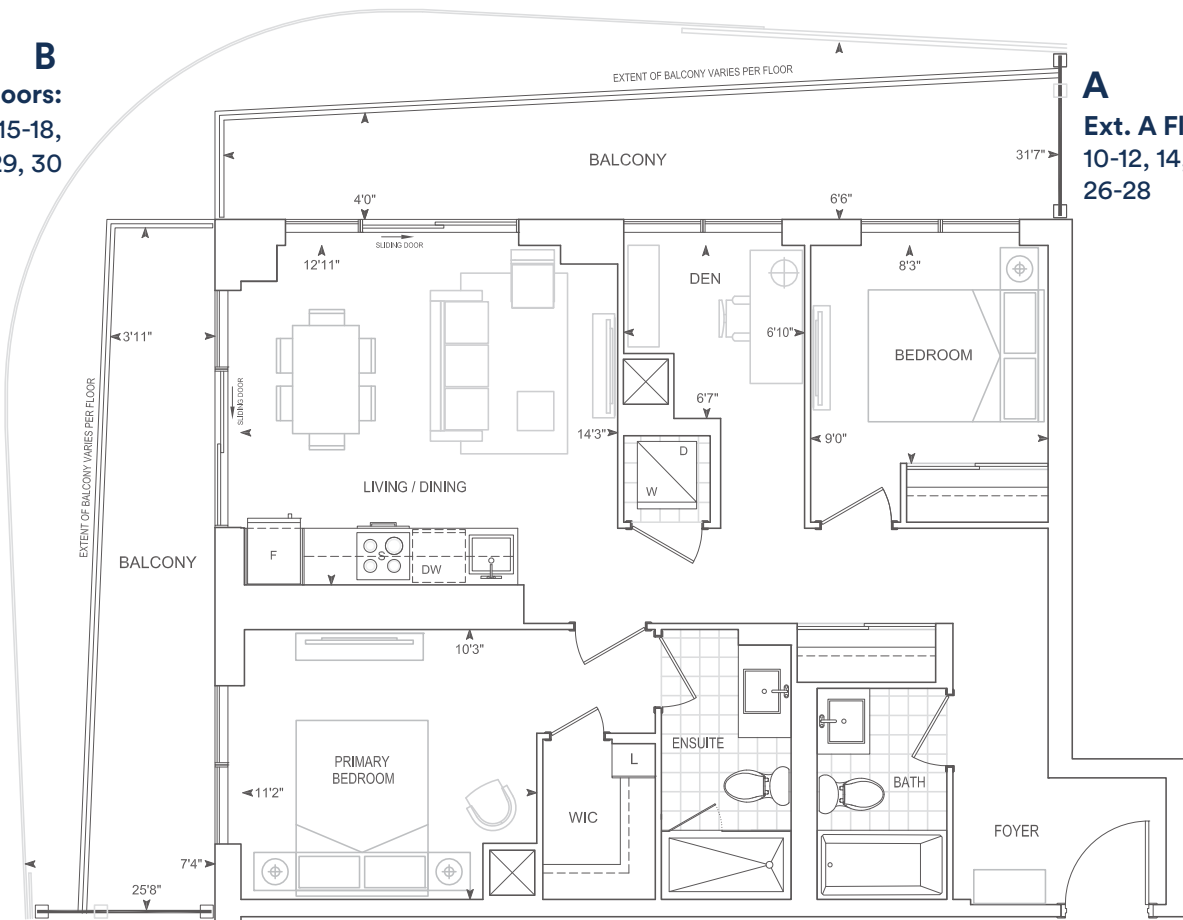 B
oors:
15-18,
29, 30
A
Ext. A Fl
10-12, 14,
26-28
EXTENT OF BALCONY VARIES PER FLOOR
BALCONY
31'7"
4'0"
6'6"
SLIDING DOOR
12'11"
DEN
8'3"
3'11"
6'10"
BEDROOM
SLIDING DOOR
6'7"
14'3"
9'0"
EXTENT OF BALCONY VARIES PER FLOOR
D
W
LIVING / DINING
F
S
DW
BALCONY
10'3"
ENSUITE
L
PRIMARY
BEDROOM
11'2"
BATH
WIC
FOYER
7'4"
25'8"